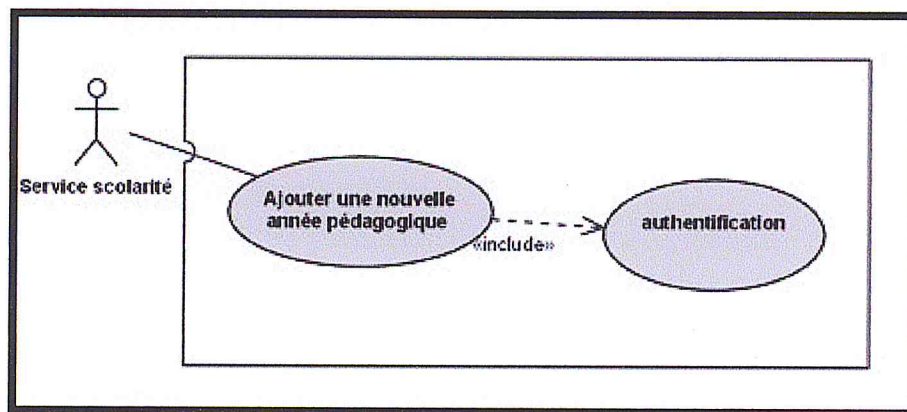 Service scolarité
Ajouter une nouvelle
année pédagogique
«include»
authentification